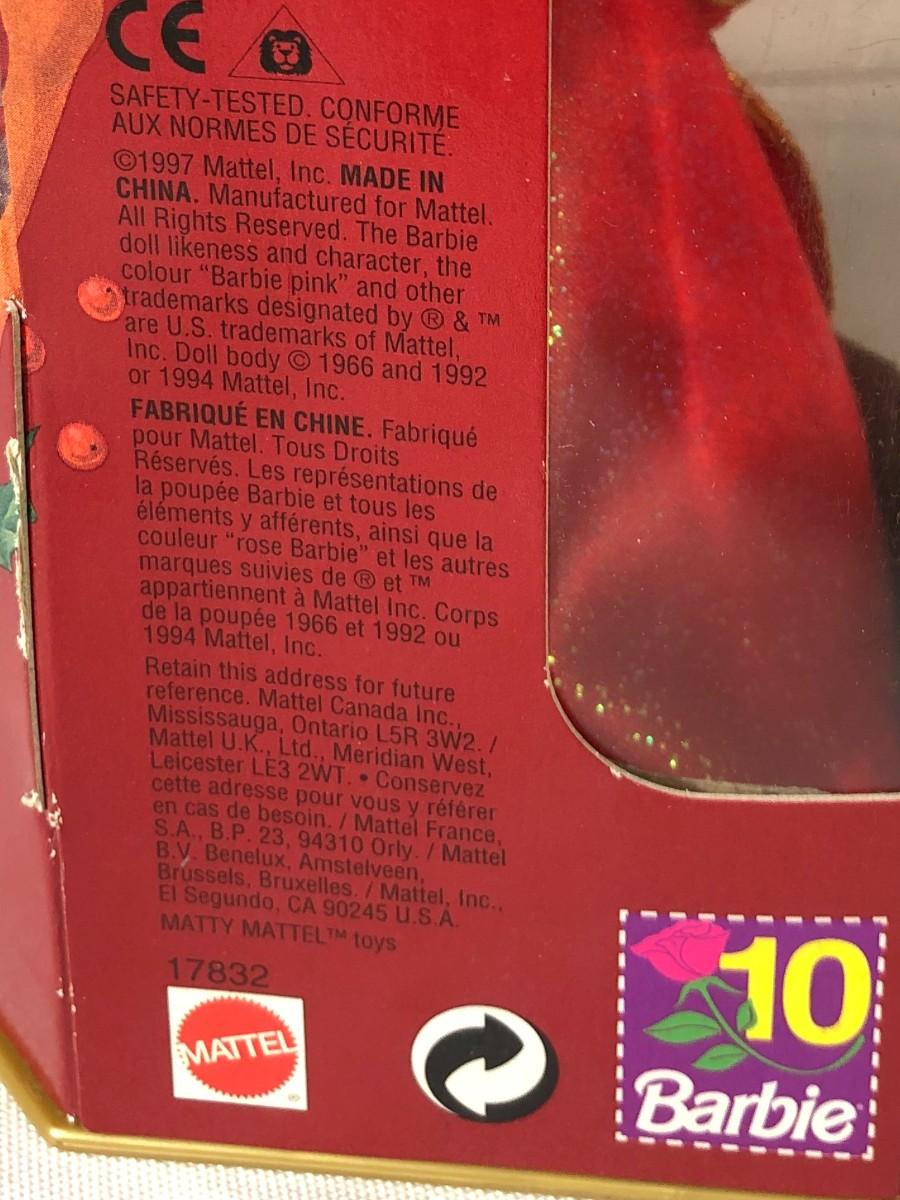 CE
SAFETY-TESTED. CONFORME
AUX NORMES DE SÉCURITÉ.
©1997 Mattel, Inc. MADE IN
CHINA. Manufactured for Mattel.
All Rights Reserved. The Barbie
doll likeness and character, the
colour “Barbie pink” and other
trademarks designated by ® & ™
are U.S. trademarks of Mattel,
Inc. Doll body © 1966 and 1992
or 1994 Mattel, Inc.
FABRIQUÉ EN CHINE. Fabriqué
pour Mattel. Tous Droits
Réservés. Les représentations de
la poupée Barbie et tous les
éléments y afférents, ainsi que la
couleur “rose Barbie” et les autres
marques suivies de ® et ™
appartiennent à Mattel Inc. Corps
de la poupée 1966 et 1992 ou
1994 Mattel, Inc.
Retain this address for future
reference. Mattel Canada Inc.,
Mississauga, Ontario L5R 3W2. /
Mattel U.K., Ltd., Meridian West,
Leicester LE3 2WT. • Conservez
cette adresse pour vous y référer
en cas de besoin. / Mattel France,
S.A., B.P. 23, 94310 Orly. / Mattel
B.V. Benelux, Amstelveen,
Brussels, Bruxelles. / Mattel, Inc.,
El Segundo, CA 90245 U.S.A.
MATTY MATTEL™ toys
17832
MATTEL®
10
Barbie